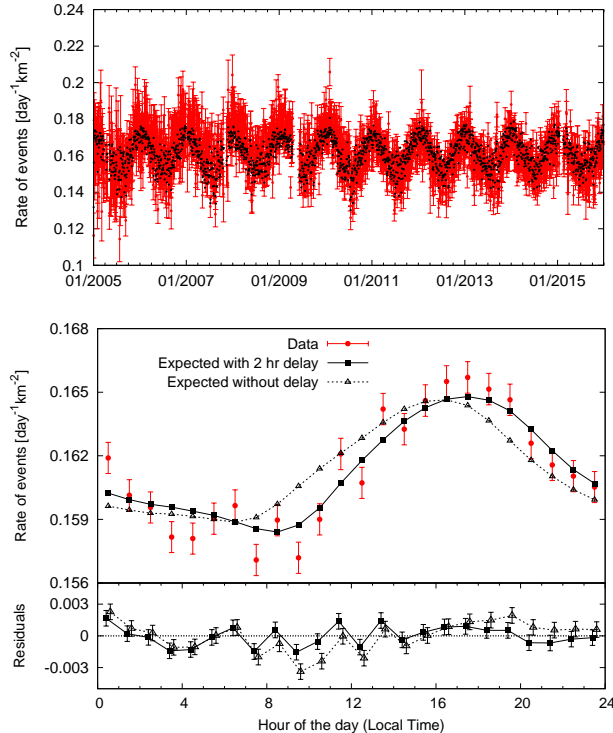 0.24
0.22
0.2
0.18
0.16
0.14
0.12
0.1
Rate of events [day-1km-2]
01/2005 01/2007 01/2009 01/2011 01/2013 01/2015
0.168
0.165
0.162
0.159
0.156
Rate of events [day-1km-2]
Data
Expected with 2 hr delay
Expected without delay
0.003
0
-0.003
Residuals
0 4 8 12 16 20 24
Hour of the day (Local Time)